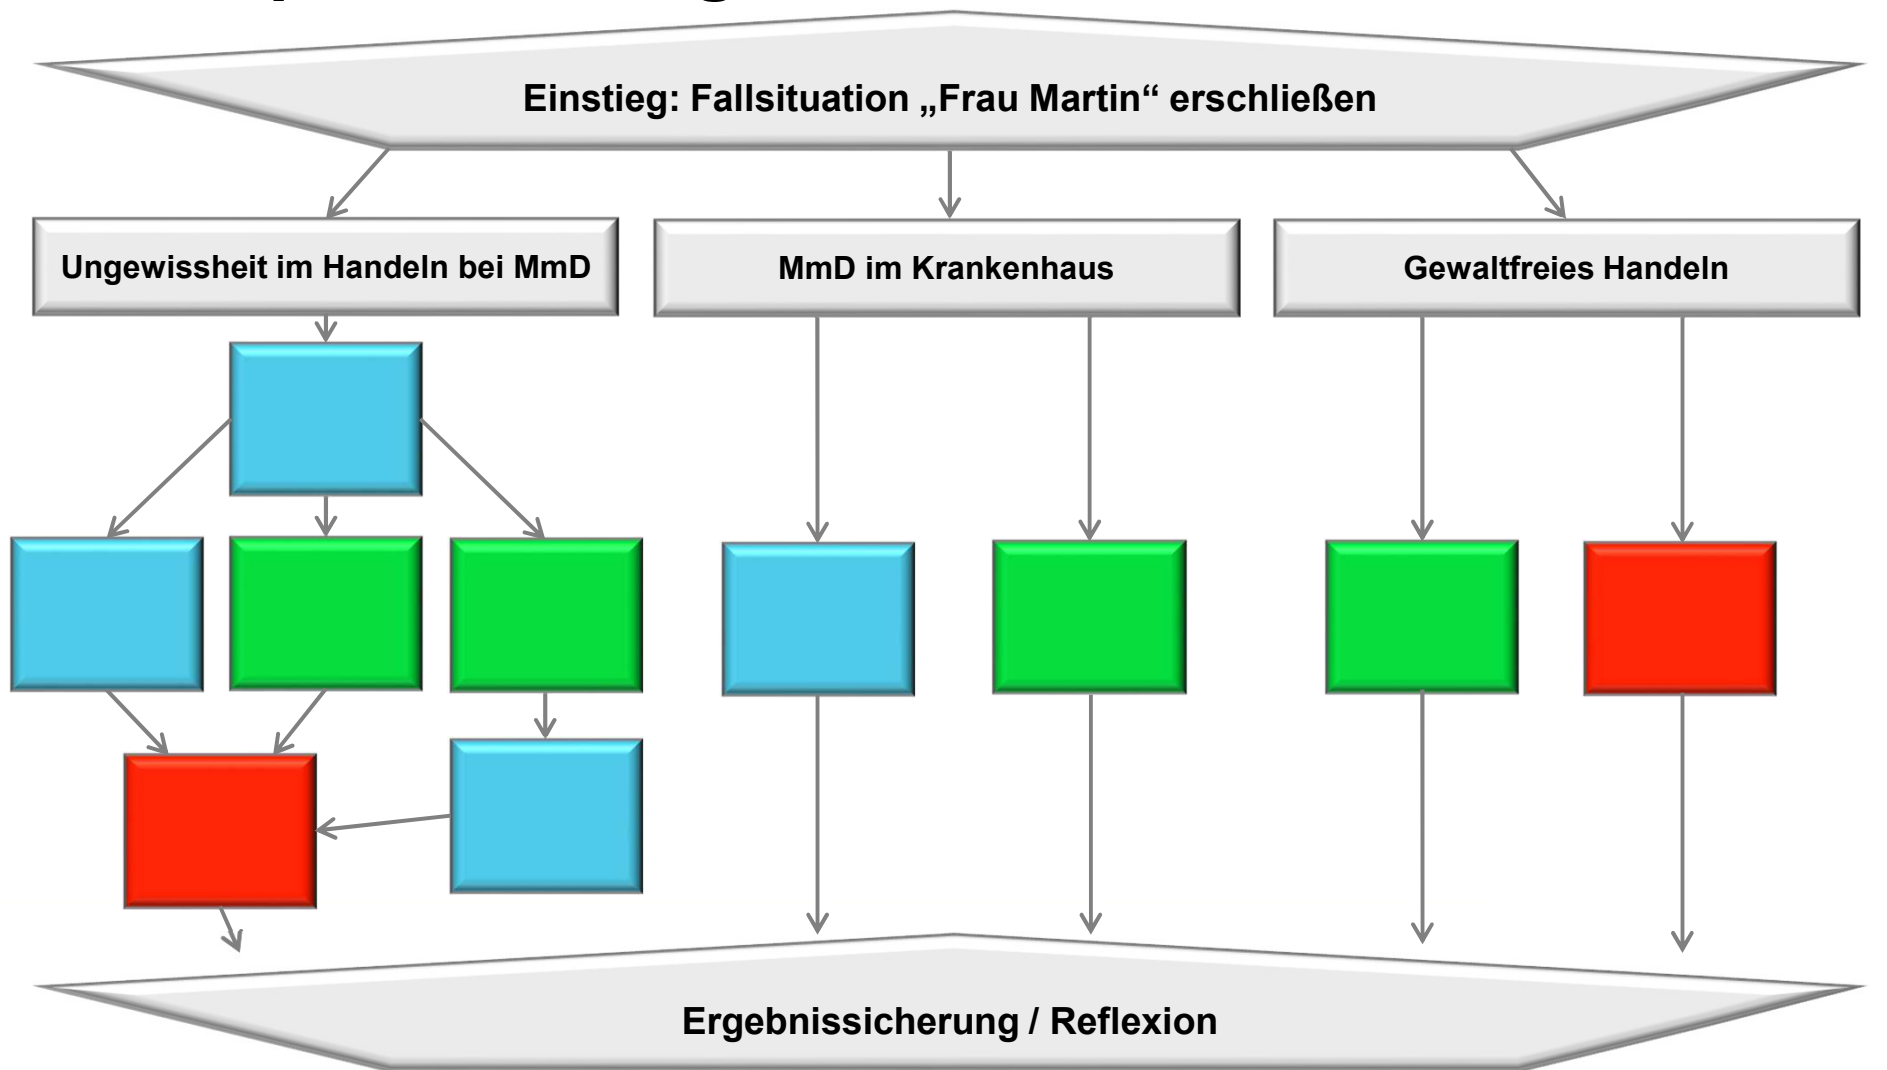 Einstieg: Fallsituation „Frau Martin“ erschließen
Ungewissheit im Handeln bei MmD
MmD im Krankenhaus
Gewaltfreies Handeln
Ergebnissicherung / Reflexion